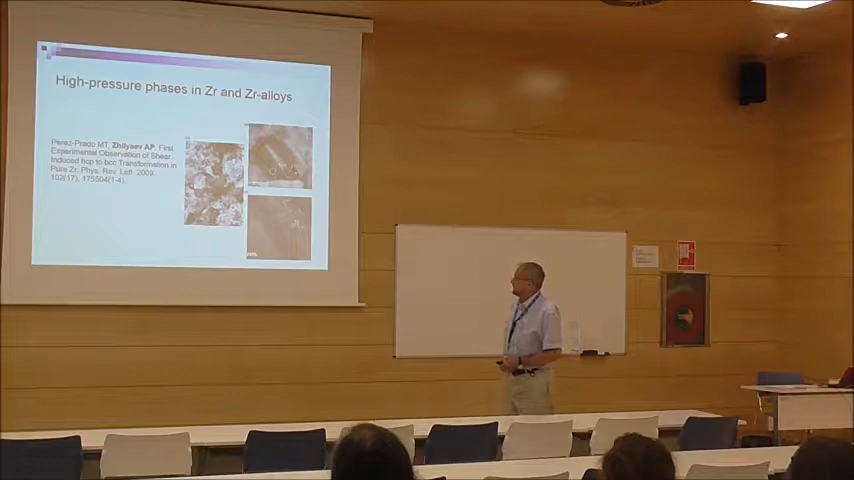 High-pressure phases in Zr and Zr-alloys
Perez-Prado MT, Zhilyaev AP. First
Experimental Observation of Shear
Induced hcp to bcc Transformation in
Pure Zr. Phys. Rev. Lett. 2009.
102(17), 175504(1-4).